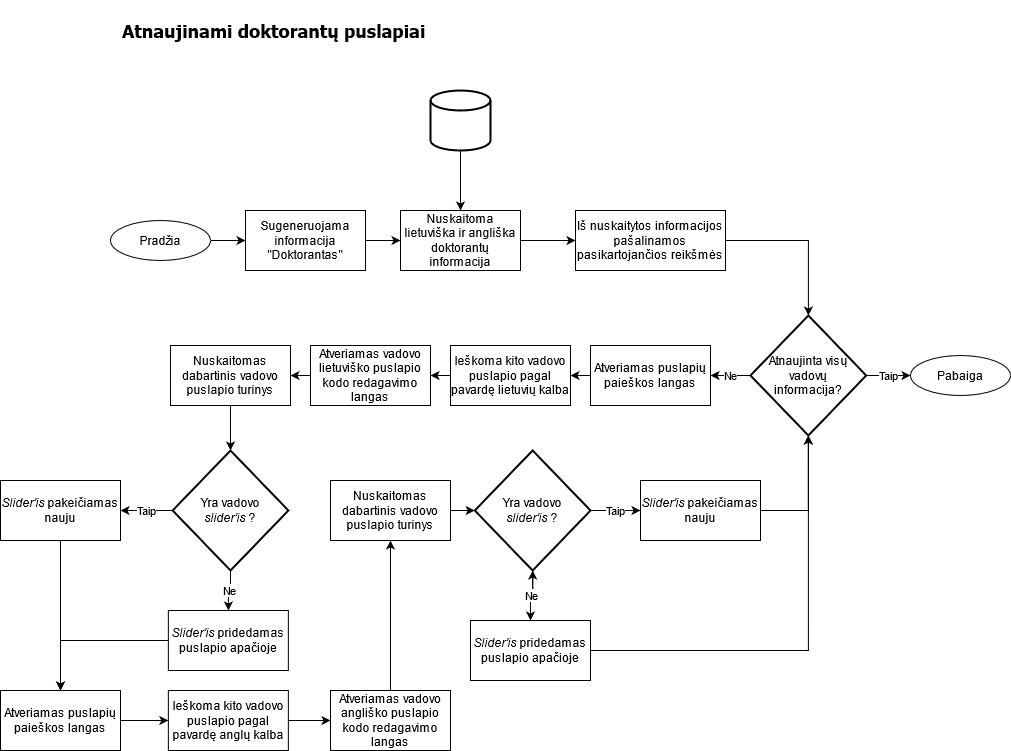 Atnaujinami doktorantų puslapiai
Pradžia
Sugeneruojama
informacija
"Doktorantas"
Nuskaitoma
lietuviška ir angliška
doktorantų
informacija
Iš nuskaitytos informacijos
pašalinamos
pasikartojančios reikšmės
Atnaujinta visų
vadovų
informacija?
Taip
Pabaiga
Ne
Atveriamas puslapių
paieškos langas
Ieškoma kito vadovo
puslapio pagal
pavardę lietuvių kalba
Atveriamas vadovo
lietuviško puslapio
kodo redagavimo
langas
Nuskaitomas
dabartinis vadovo
puslapio turinys
Yra vadovo
slider'is ?
Taip
Slider'is pakeičiamas
nauju
Ne
Slider'is pridedamas
puslapio apačioje
Atveriamas puslapių
paieškos langas
Ieškoma kito vadovo
puslapio pagal
pavardę anglų kalba
Atveriamas vadovo
angliško puslapio
kodo redagavimo
langas
Nuskaitomas
dabartinis vadovo
puslapio turinys
Yra vadovo
slider'is ?
Taip
Slider'is pakeičiamas
nauju
Ne
Slider'is pridedamas
puslapio apačioje